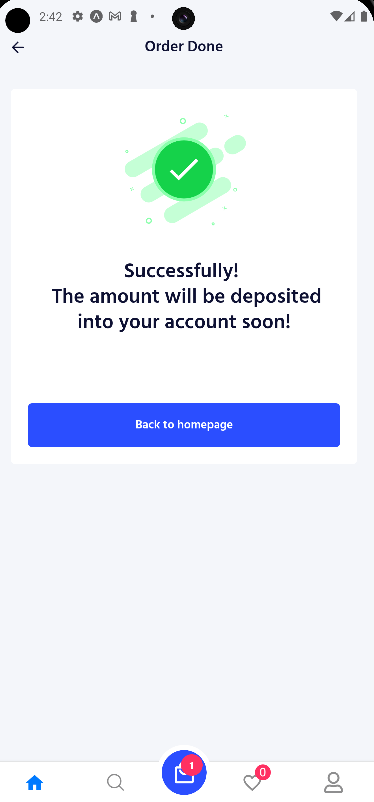 2:42
Order Done
Successfully!
The amount will be deposited
into your account soon!
Back to homepage
1
0